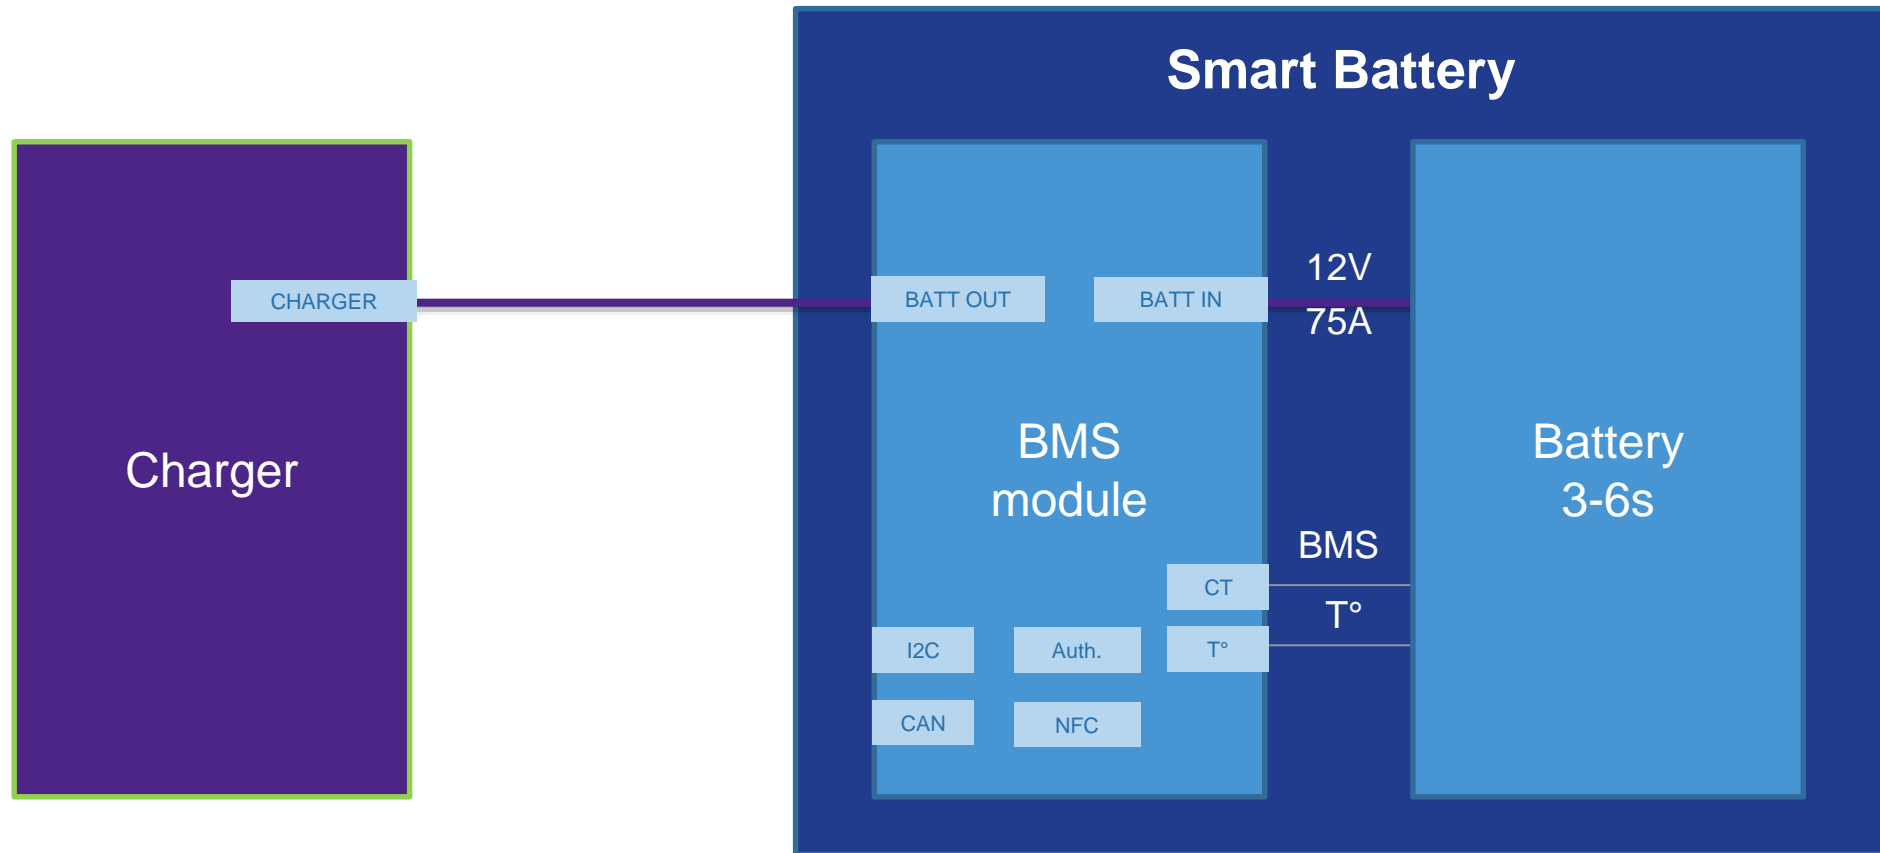 Smart Battery
CHARGER
Charger
BATT OUT
BATT IN
BMS
module
CT
I2C
Auth.
T°
CAN
NFC
12V
75A
BMS
T°
Battery
3-6s